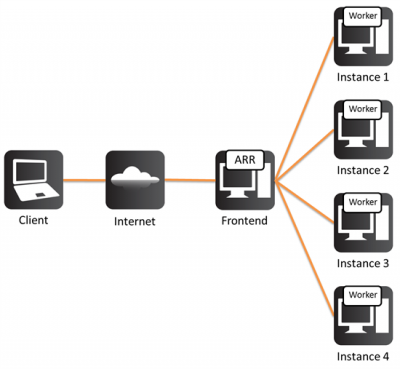 Worker
Instance 1
Worker
Instance 2
ARR
Client
Internet
Frontend
Worker
Instance 3
Worker
Instance 4